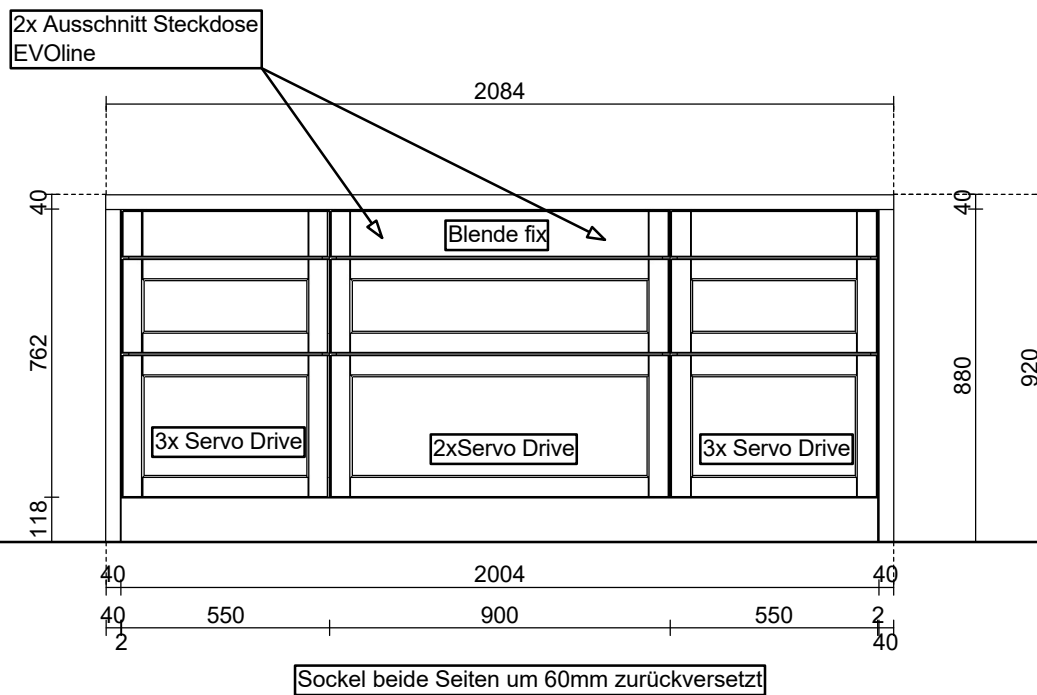 2x Ausschnitt Steckdose
EVOline
2084
40
40
Blende fix
762
880
920
3x Servo Drive
2xServo Drive
3x Servo Drive
118
40
2004
40
40
550
900
550
2
2
40
Sockel beide Seiten um 60mm zurückversetzt